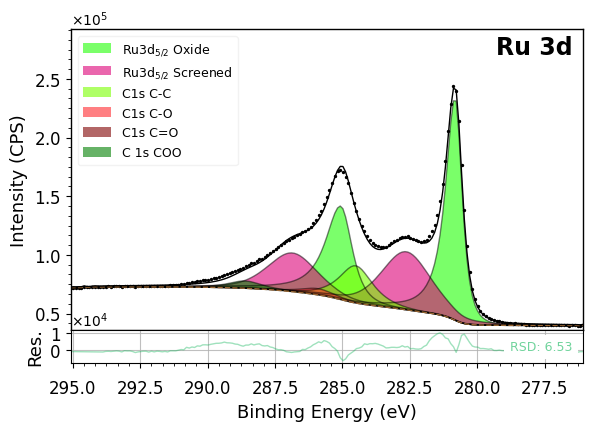 ×10⁵
Ru 3d
Ru3d₅/₂ Oxide
Ru3d₅/₂ Screened
C1s C-C
C1s C-O
C1s C=O
C 1s COO
Intensity (CPS)
2.5
2.0
1.5
1.0
0.5
×10⁴
Res.
1
0
RSD: 6.53
295.0 292.5 290.0 287.5 285.0 282.5 280.0 277.5
Binding Energy (eV)